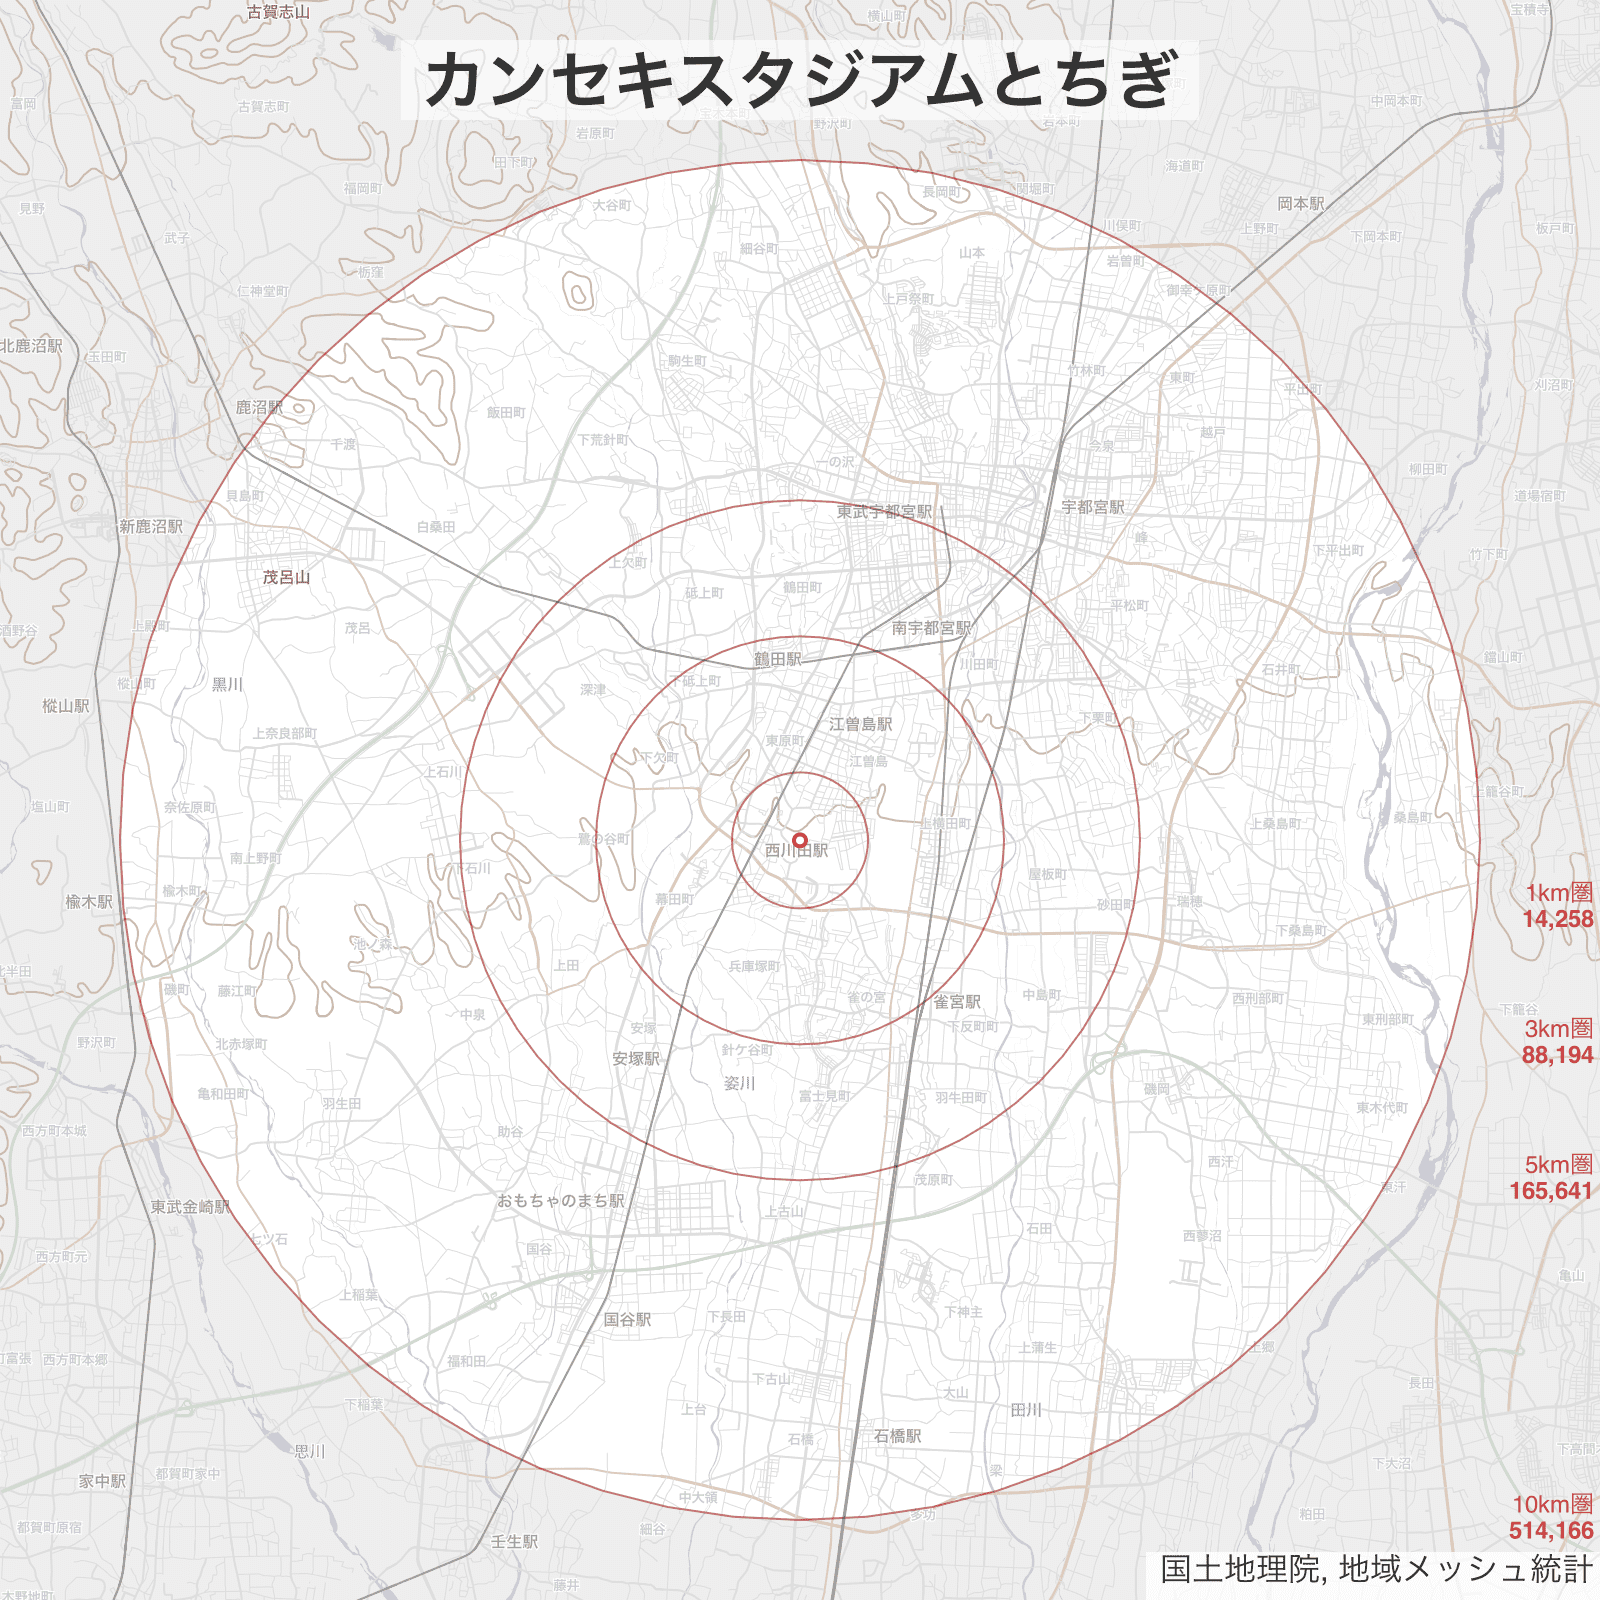 古賀志山
横山町
宝積寺
カンセキスタジアムとちぎ
富岡
古賀志町
中岡本町
宝木本町
野沢町
岩本町
岩原町
田下町
海道町
福岡町
長岡町
関堀町
見野
大谷町
岡本駅
川俣町
上野町
板戸町
武子
細谷町
山本
下岡本町
栃窪
岩曽町
仁神堂町
上戸祭町
御幸ケ原町
北鹿沼駅
玉田町
駒生町
竹林町
東町
平出町
刈沼町
鹿沼駅
飯田町
千渡
下荒針町
越戸
今泉
一の沢
柳田町
貝島町
道場宿町
新鹿沼駅
白桑田
東武宇都宮駅
宇都宮駅
峰
下平出町
竹下町
上欠町
茂呂山
砥上町
鶴田町
平松町
酒野谷
上殿町
茂呂
南宇都宮駅
鶴田駅
川田町
石井町
鐺山町
樅山町
黒川
深津
下砥上町
樅山駅
江曽島駅
下栗町
上奈良部町
東原町
下欠町
江曽島
上石川
上籠谷町
塩山町
奈佐原町
上横田町
上桑島町
桑島町
鷺の谷町
西川田駅
南上野町
下石川
屋板町
楡木町
楡木駅
幕田町
砂田町
瑞穂
1km圏
14,258
池ノ森
下桑島町
北半田
上田
兵庫塚町
磯町
藤江町
雀の宮
雀宮駅
中島町
西刑部町
下籠谷
中泉
安塚
下反町町
東刑部町
3km圏
88,194
野沢町
北赤塚町
安塚駅
針ケ谷町
姿川
亀和田町
羽生田
富士見町
羽牛田町
磯岡
東木代町
西方町本城
助谷
西汗
5km圏
165,641
東武金崎駅
おもちゃのまち駅
茂原町
東汗
上古山
七ツ石
国谷
石田
西蓼沼
西方町元
亀山
上稲葉
国谷駅
下長田
下神主
上蒲生
上郷
西方町本郷
福和田
下古山
大山
長田
下稲葉
上台
田川
石橋
石橋駅
思川
下大沼
家中駅
都賀町家中
梁
中大領
10km圏
514,166
都賀町原宿
細谷
多功
粕田
壬生駅
国土地理院, 地域メッシュ統計
藤井
木野地町